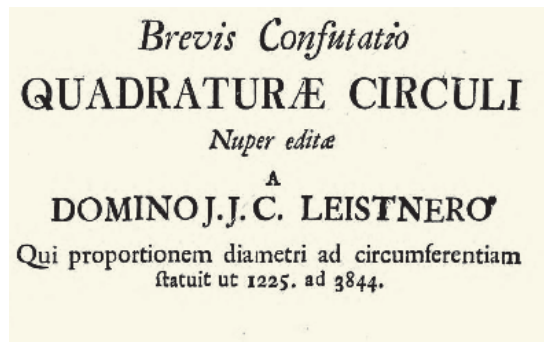 Brevis Confutatio
QUADRATURÆ CIRCULI
Nuper editæ
A
DOMINO J. J. C. LEISTNERO
Qui proportionem diametri ad circumferentiam
ſtatuit ut 1225. ad 3844.